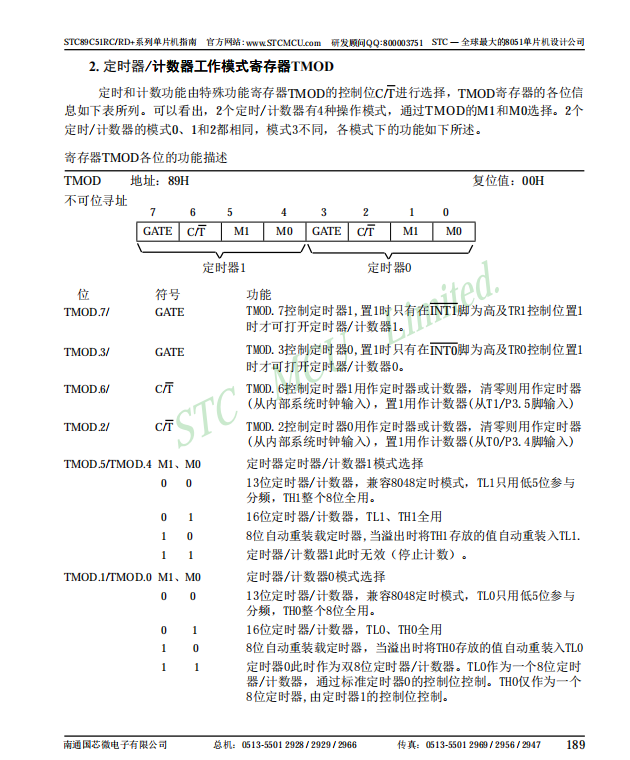 STC89C51RC/RD+系列单片机指南 官方网站:www.STCMCU.com 研发顾问QQ:800003751 STC — 全球最大的8051单片机设计公司
2. 定时器/计数器工作模式寄存器TMOD
定时和计数功能由特殊功能寄存器TMOD的控制位C/T̅进行选择，TMOD寄存器的各位信
息如下表所列。可以看出，2个定时/计数器有4种操作模式，通过TMOD的M1和M0选择。2个
定时/计数器的模式0、1和2都相同，模式3不同，各模式下的功能如下所述。
寄存器TMOD各位的功能描述
TMOD 地址：89H 复位值：00H
不可位寻址
7 6 5 4 3 2 1 0
GATE C/T̅ M1 M0 GATE C/T̅ M1 M0
定时器1 定时器0
位 符号 功能
TMOD.7/ GATE TMOD.7控制定时器1,置1时只有在I̅N̅T̅1̅脚为高及TR1控制位置1
时才可打开定时器/计数器1。
TMOD.3/ GATE TMOD.3控制定时器0,置1时只有在I̅N̅T̅0̅脚为高及TR0控制位置1
时才可打开定时器/计数器0。
TMOD.6/ C/T̅ TMOD.6控制定时器1用作定时器或计数器，清零则用作定时器
(从内部系统时钟输入)，置1用作计数器(从T1/P3.5脚输入)
TMOD.2/ C/T̅ TMOD.2控制定时器0用作定时器或计数器，清零则用作定时器
(从内部系统时钟输入)，置1用作计数器(从T0/P3.4脚输入)
TMOD.5/TMOD.4 M1、M0 定时器定时器/计数器1模式选择
0 0 13位定时器/计数器，兼容8048定时模式，TL1只用低5位参与
分频，TH1整个8位全用。
0 1 16位定时器/计数器，TL1、TH1全用
1 0 8位自动重装载定时器,当溢出时将TH1存放的值自动重装入TL1.
1 1 定时器/计数器1此时无效（停止计数）。
TMOD.1/TMOD.0 M1、M0 定时器/计数器0模式选择
0 0 13位定时器/计数器，兼容8048定时模式，TL0只用低5位参与
分频，TH0整个8位全用。
0 1 16位定时器/计数器，TL0、TH0全用
1 0 8位自动重装载定时器，当溢出时将TH0存放的值自动重装入TL0
1 1 定时器0此时作为双8位定时器/计数器。TL0作为一个8位定时
器/计数器，通过标准定时器0的控制位控制。TH0仅作为一个
8位定时器,由定时器1的控制位控制。
STC MCU Limited.
南通国芯微电子有限公司 总机：0513-5501 2928 / 2929 / 2966 传真：0513-5501 2969 / 2956 / 2947 189